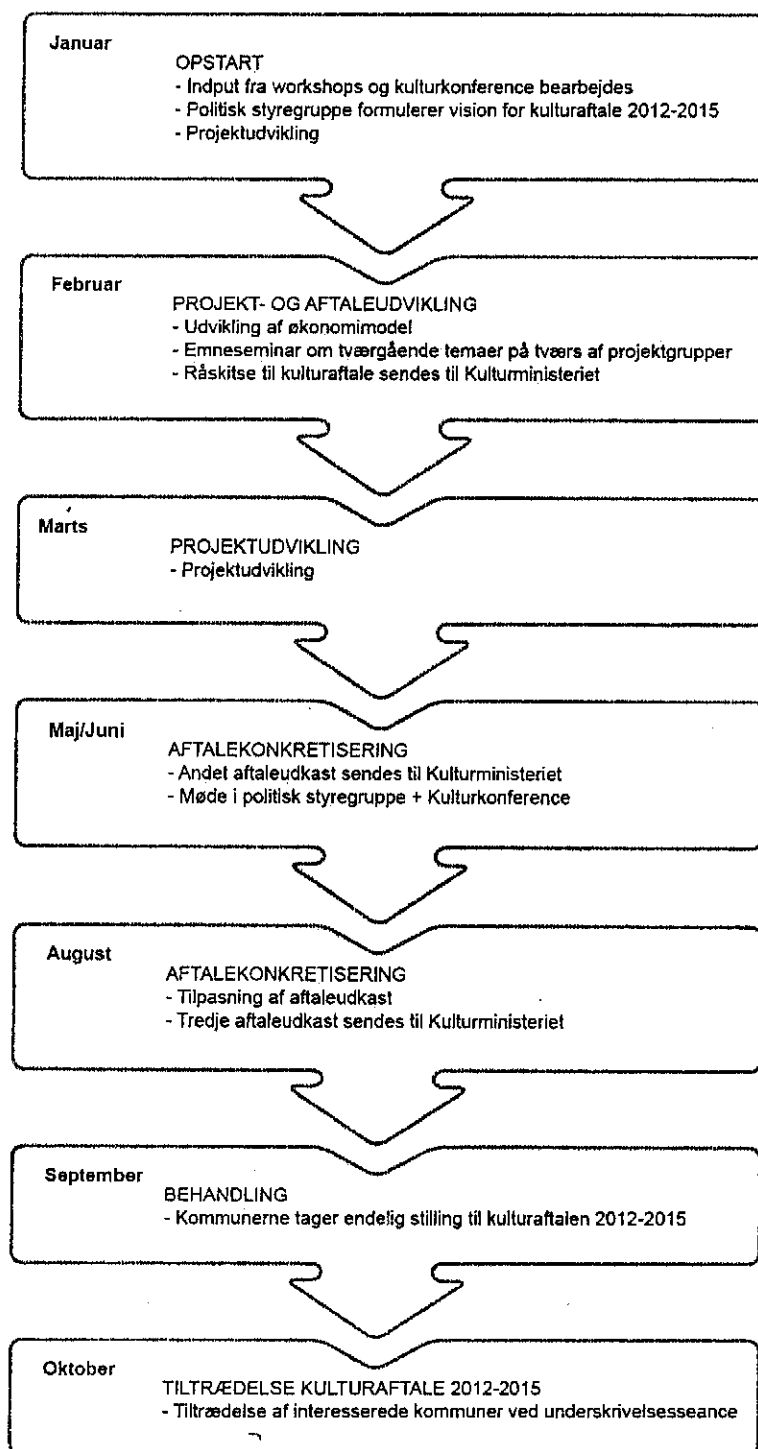 Januar
OPSTART
- Indput fra workshops og kulturkonference bearbejdes
- Politisk styregruppe formulerer vision for kulturaftale 2012-2015
- Projektudvikling
Februar
PROJEKT- OG AFTALEUDVIKLING
- Udvikling af økonomimodel
- Emneseminar om tværgående temaer på tværs af projektgrupper
- Råskitse til kulturaftale sendes til Kulturministeriet
Marts
PROJEKTUDVIKLING
- Projektudvikling
Maj/Juni
AFTALEKONKRETISERING
- Andet aftaleudkast sendes til Kulturministeriet
- Møde i politisk styregruppe + Kulturkonference
August
AFTALEKONKRETISERING
- Tilpasning af aftaleudkast
- Tredje aftaleudkast sendes til Kulturministeriet
September
BEHANDLING
- Kommunerne tager endelig stilling til kulturaftalen 2012-2015
Oktober
TILTRÆDELSE KULTURAFTALE 2012-2015
- Tiltrædelse af interesserede kommuner ved underskrivelsesseance